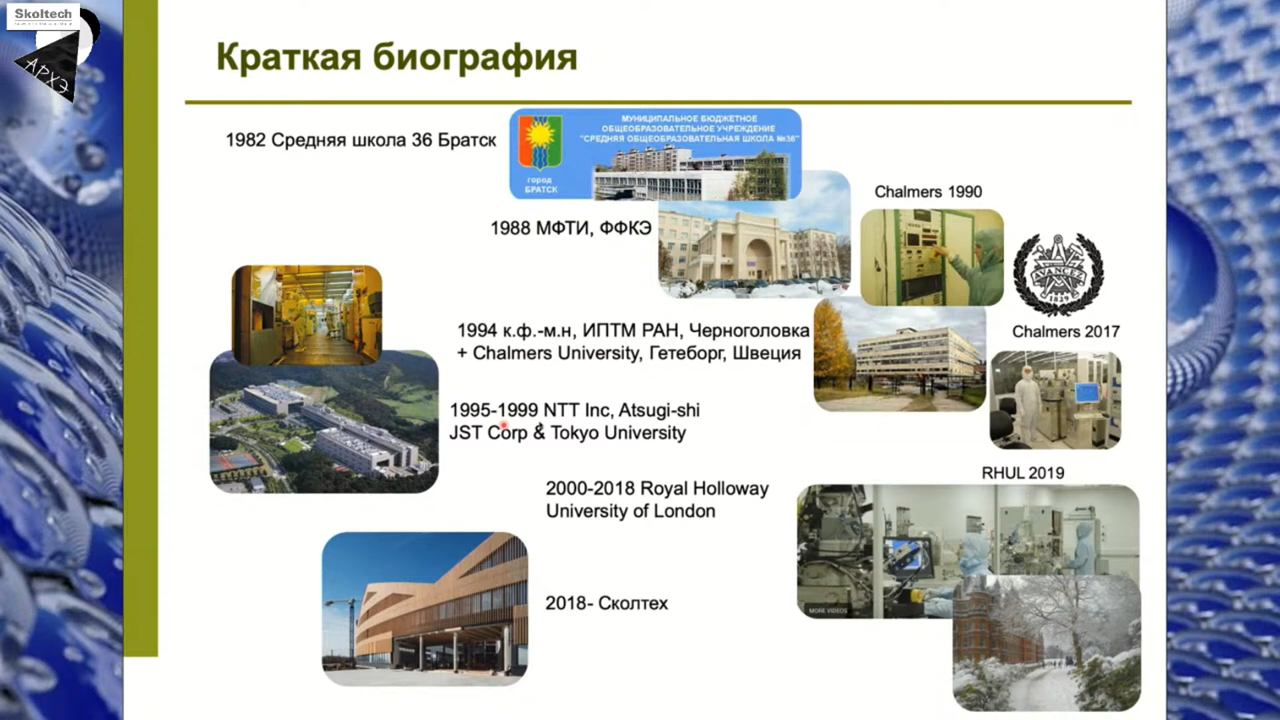 Skoltech
АРХЭ
Краткая биография
1982 Средняя школа 36 Братск
МУНИЦИПАЛЬНОЕ БЮДЖЕТНОЕ
ОБЩЕОБРАЗОВАТЕЛЬНОЕ УЧРЕЖДЕНИЕ
"СРЕДНЯЯ ОБЩЕОБРАЗОВАТЕЛЬНАЯ ШКОЛА №36"
город
БРАТСК
1988 МФТИ, ФФКЭ
Chalmers 1990
AVANCEZ
Chalmers 2017
1994 к.ф.-м.н, ИПТМ РАН, Черноголовка
+ Chalmers University, Гетеборг, Швеция
1995-1999 NTT Inc, Atsugi-shi
JST Corp & Tokyo University
RHUL 2019
2000-2018 Royal Holloway
University of London
MORE VIDEOS
2018- Сколтех